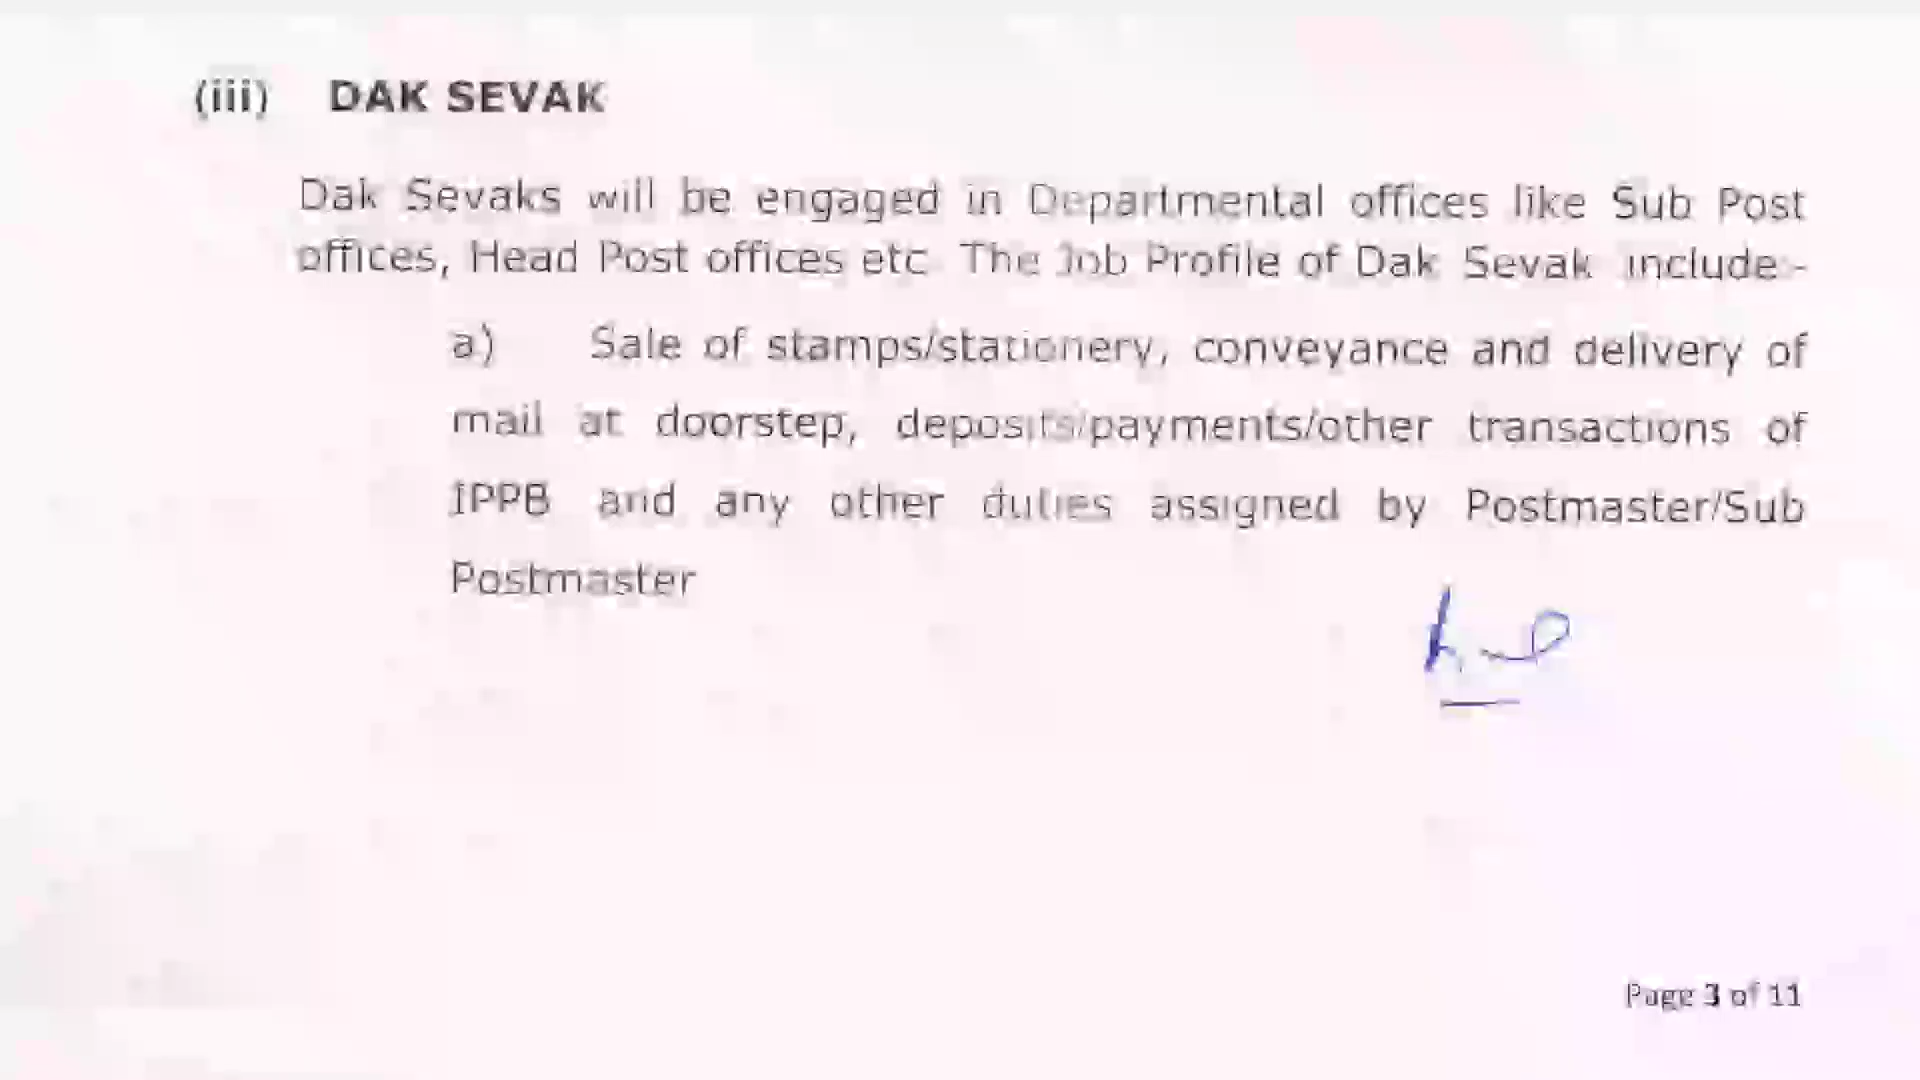 (iii) DAK SEVAK
Dak Sevaks will be engaged in Departmental offices like Sub Post
offices, Head Post offices etc. The Job Profile of Dak Sevak include:-
a) Sale of stamps/stationery, conveyance and delivery of
mail at doorstep, deposits/payments/other transactions of
IPPB and any other duties assigned by Postmaster/Sub
Postmaster
Page 3 of 11